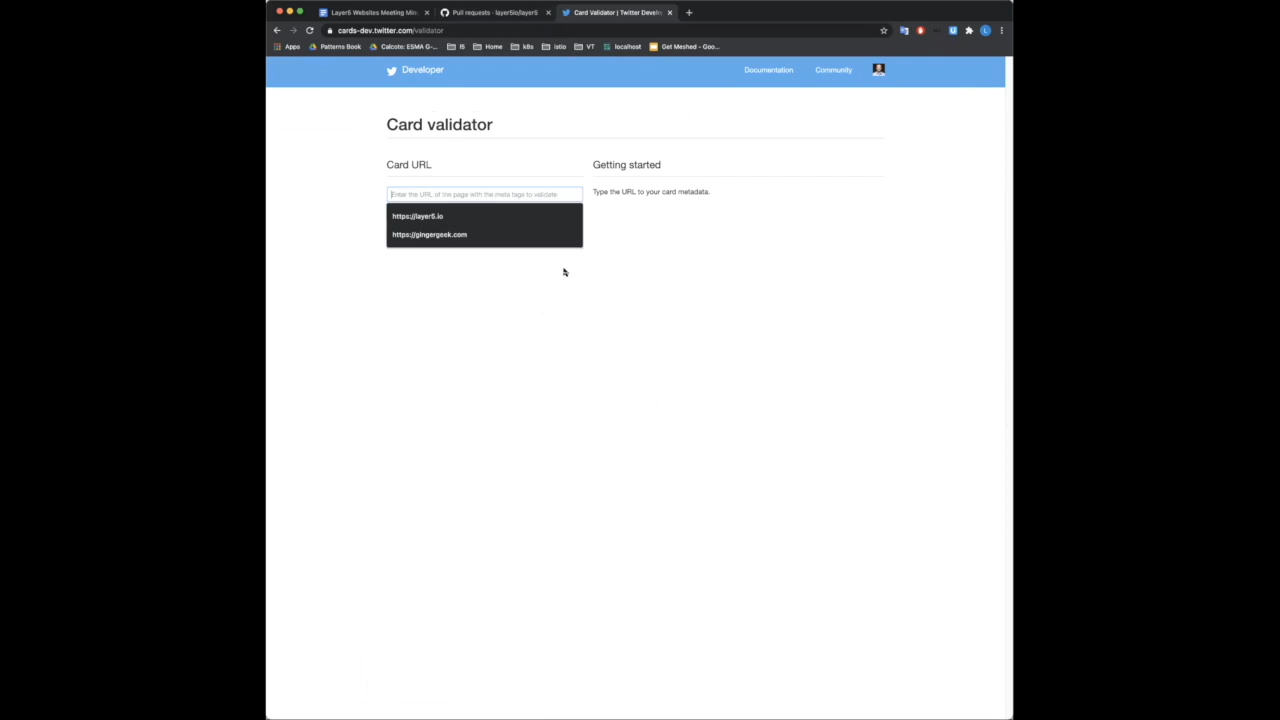 Layer5 Websites Meeting Min
Pull requests · layer5io/layer5
Card Validator | Twitter Develo
cards-dev.twitter.com/validator
Apps
Patterns Book
Calcote: ESMA G-...
l5
Home
k8s
istio
VT
localhost
Get Meshed - Goo...
Developer
Documentation
Community
Card validator
Card URL
Getting started
Enter the URL of the page with the meta tags to validate
Type the URL to your card metadata.
https://layer5.io
https://gingergeek.com